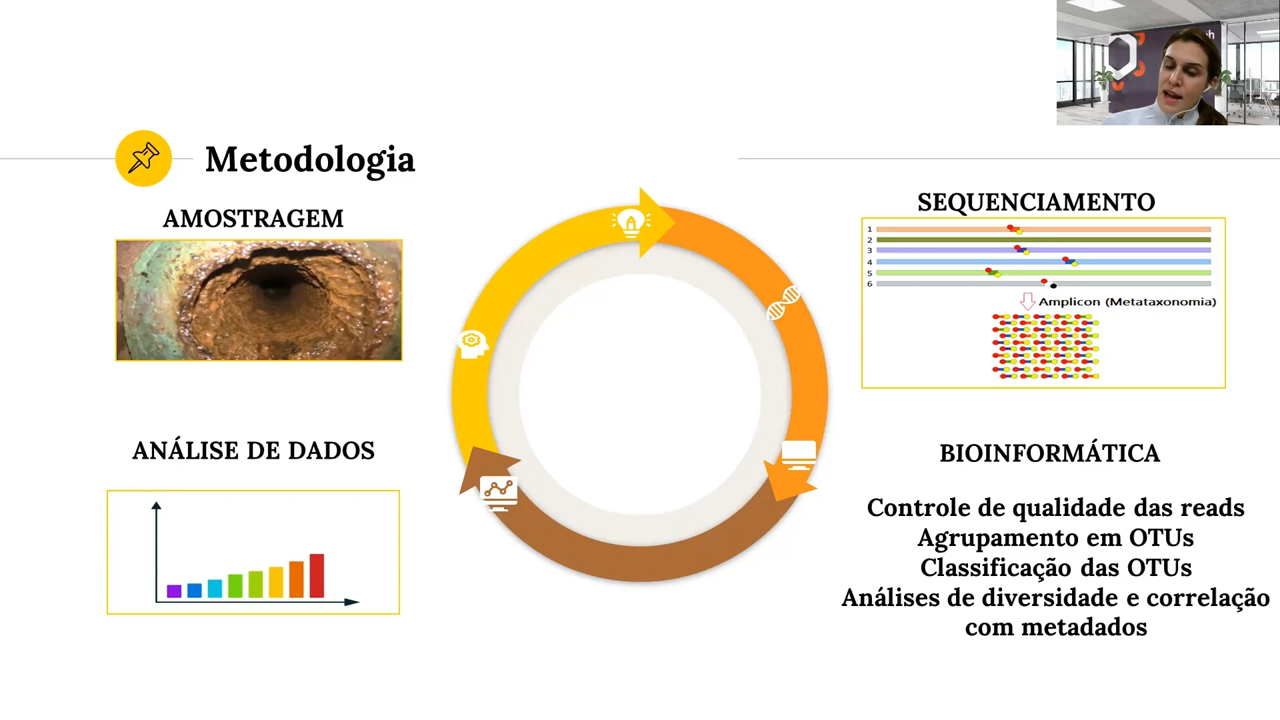 Metodologia
AMOSTRAGEM
SEQUENCIAMENTO
1
2
3
4
5
6
Amplicon (Metataxonomia)
ANÁLISE DE DADOS
BIOINFORMÁTICA
Controle de qualidade das reads
Agrupamento em OTUs
Classificação das OTUs
Análises de diversidade e correlação
com metadados